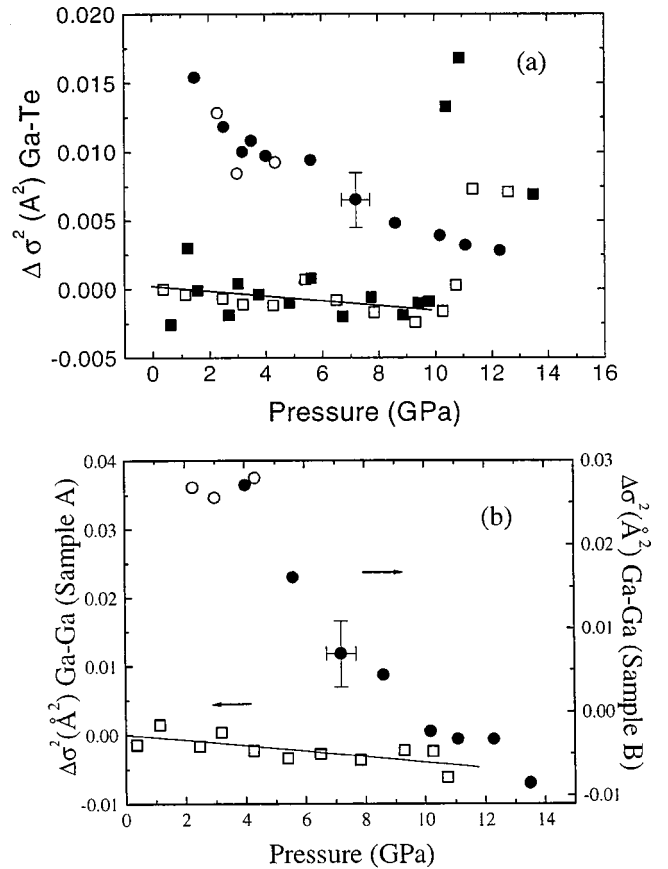 (a)
0.020
0.015
0.010
0.005
0.000
-0.005
Δ σ² (A²) Ga-Te
0 2 4 6 8 10 12 14 16
Pressure (GPa)
(b)
0.04
0.03
0.02
0.01
0.00
-0.01
Δσ²(Å²) Ga-Ga (Sample A)
0.03
0.02
0.01
0.00
-0.01
Δσ²(Å²) Ga-Ga (Sample B)
0 2 4 6 8 10 12 14
Pressure (GPa)